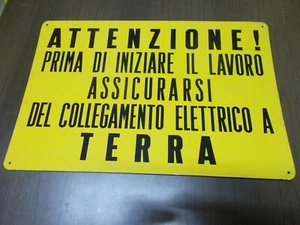 ATTENZIONE!
PRIMA DI INIZIARE IL LAVORO
ASSICURARSI
DEL COLLEGAMENTO ELETTRICO A
TERRA